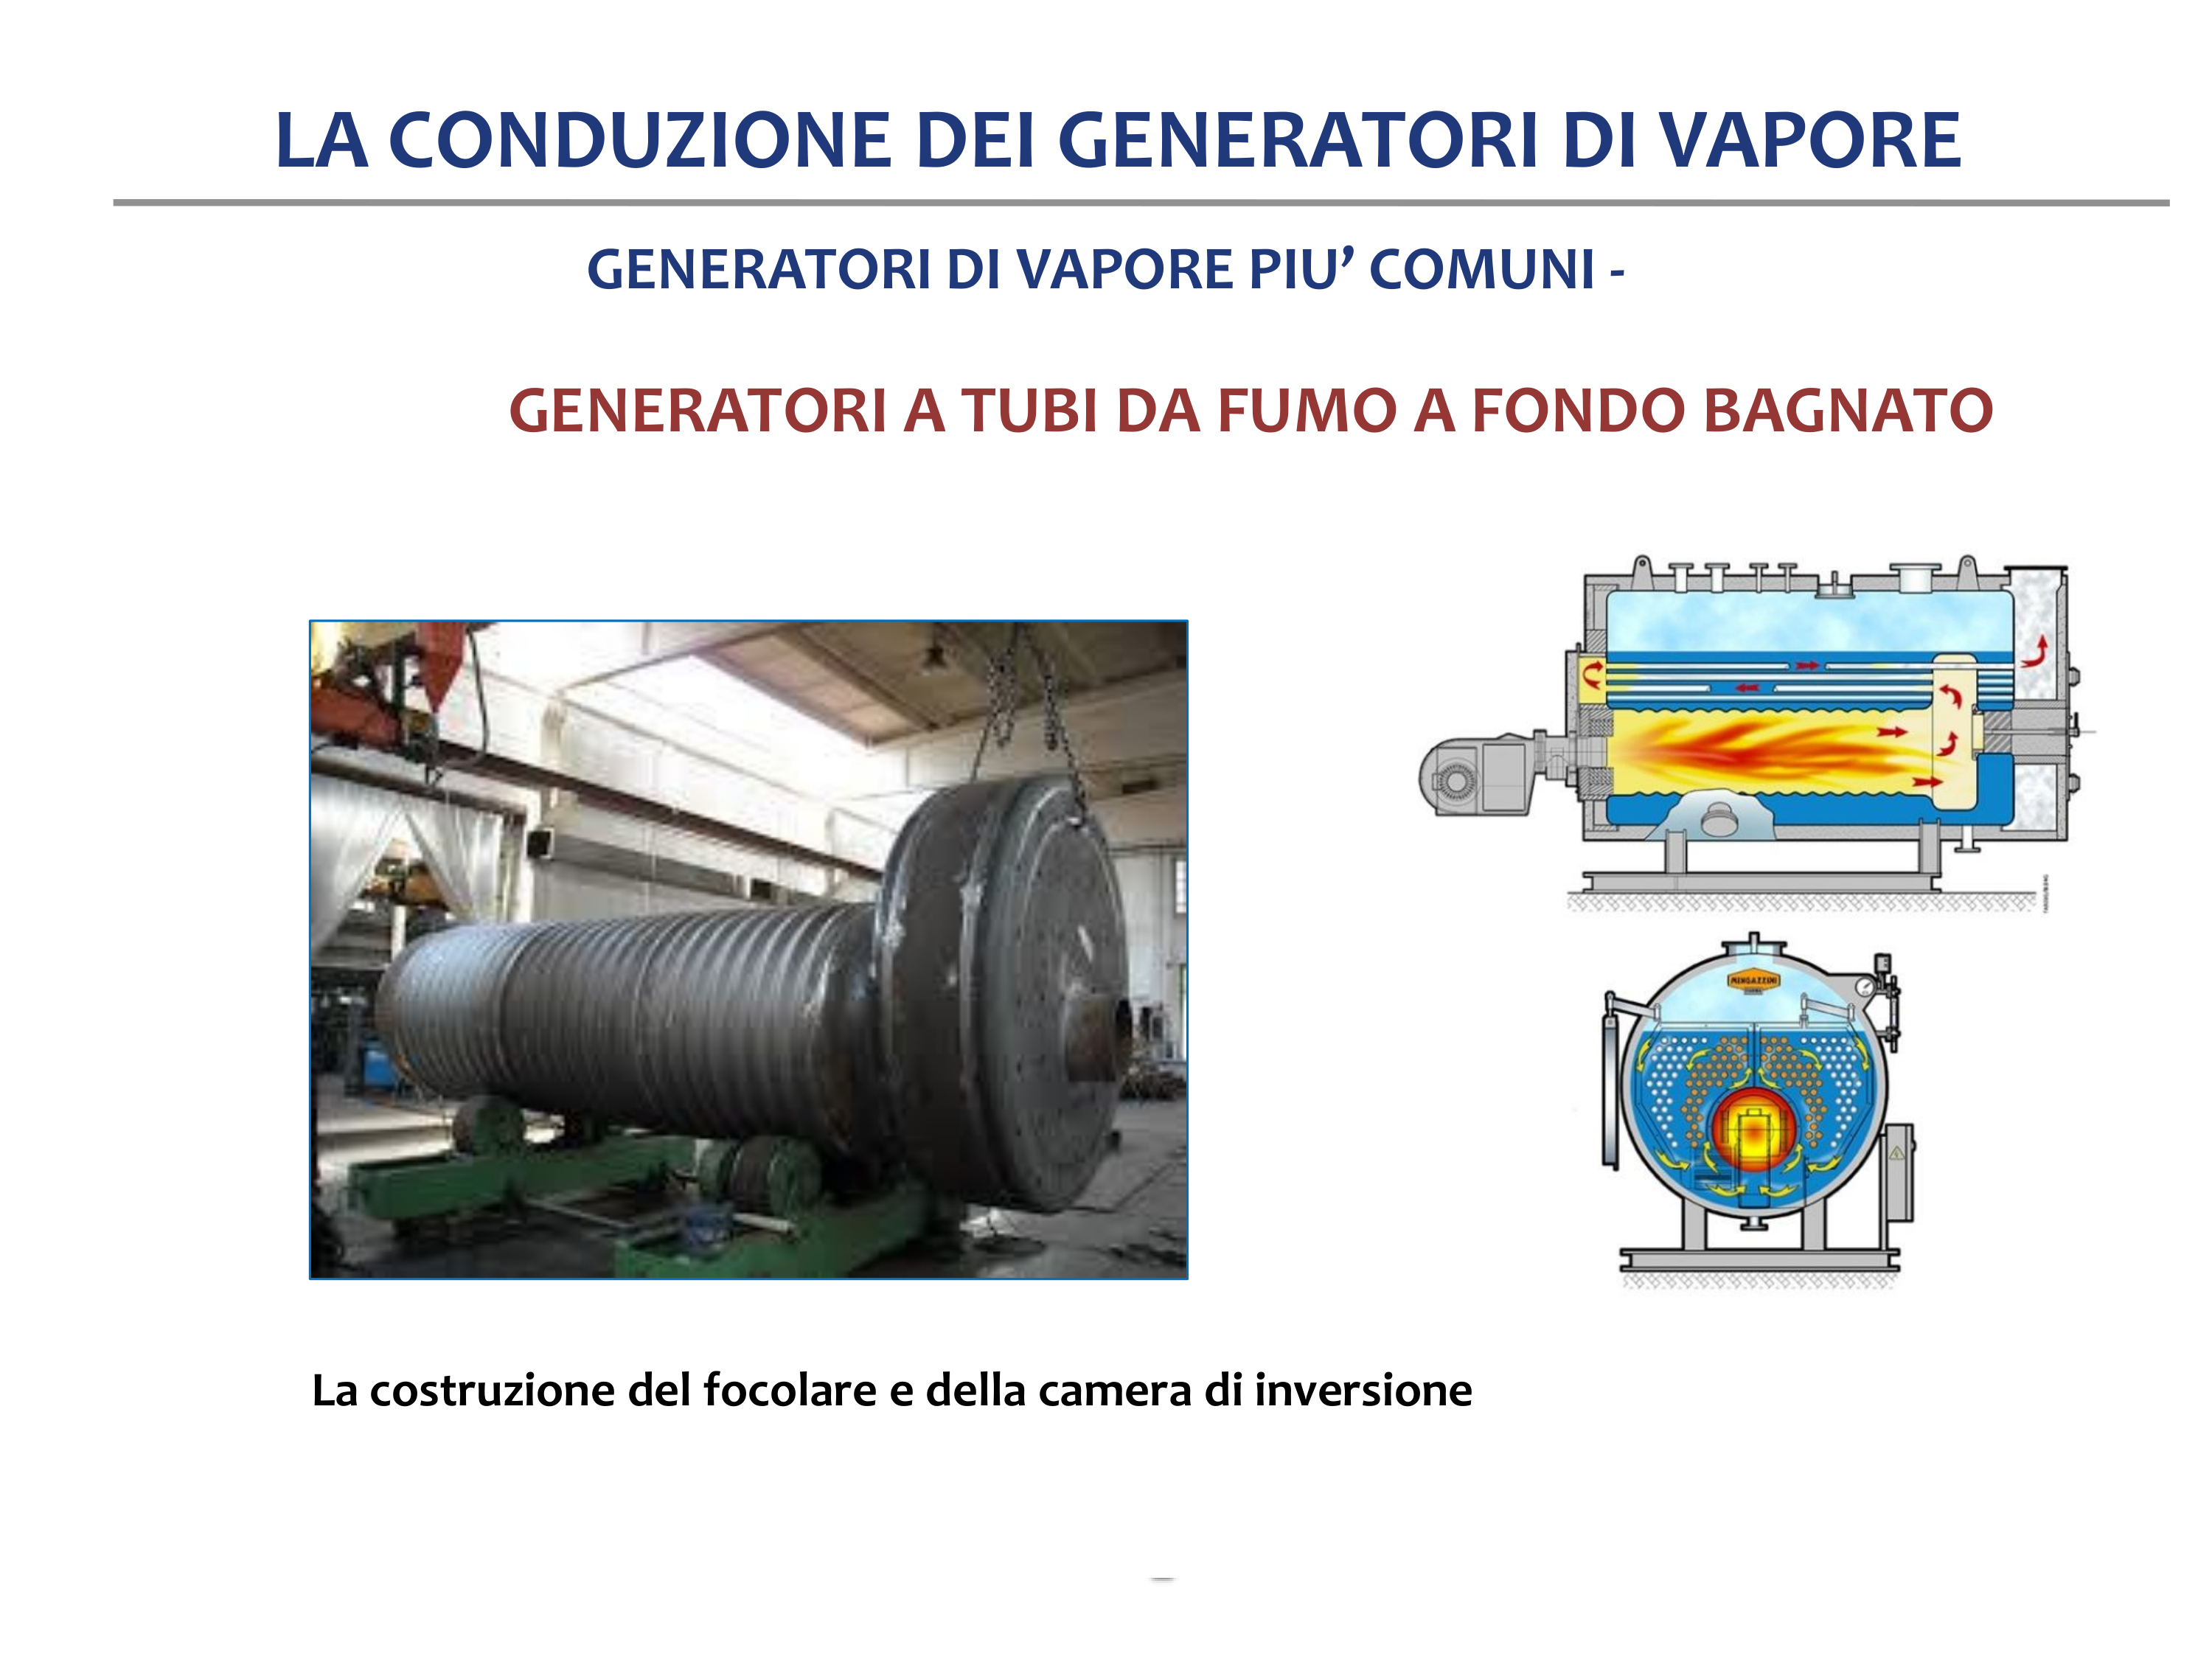 LA CONDUZIONE DEI GENERATORI DI VAPORE
GENERATORI DI VAPORE PIU’ COMUNI -
GENERATORI A TUBI DA FUMO A FONDO BAGNATO
MINGAZZINI
La costruzione del focolare e della camera di inversione